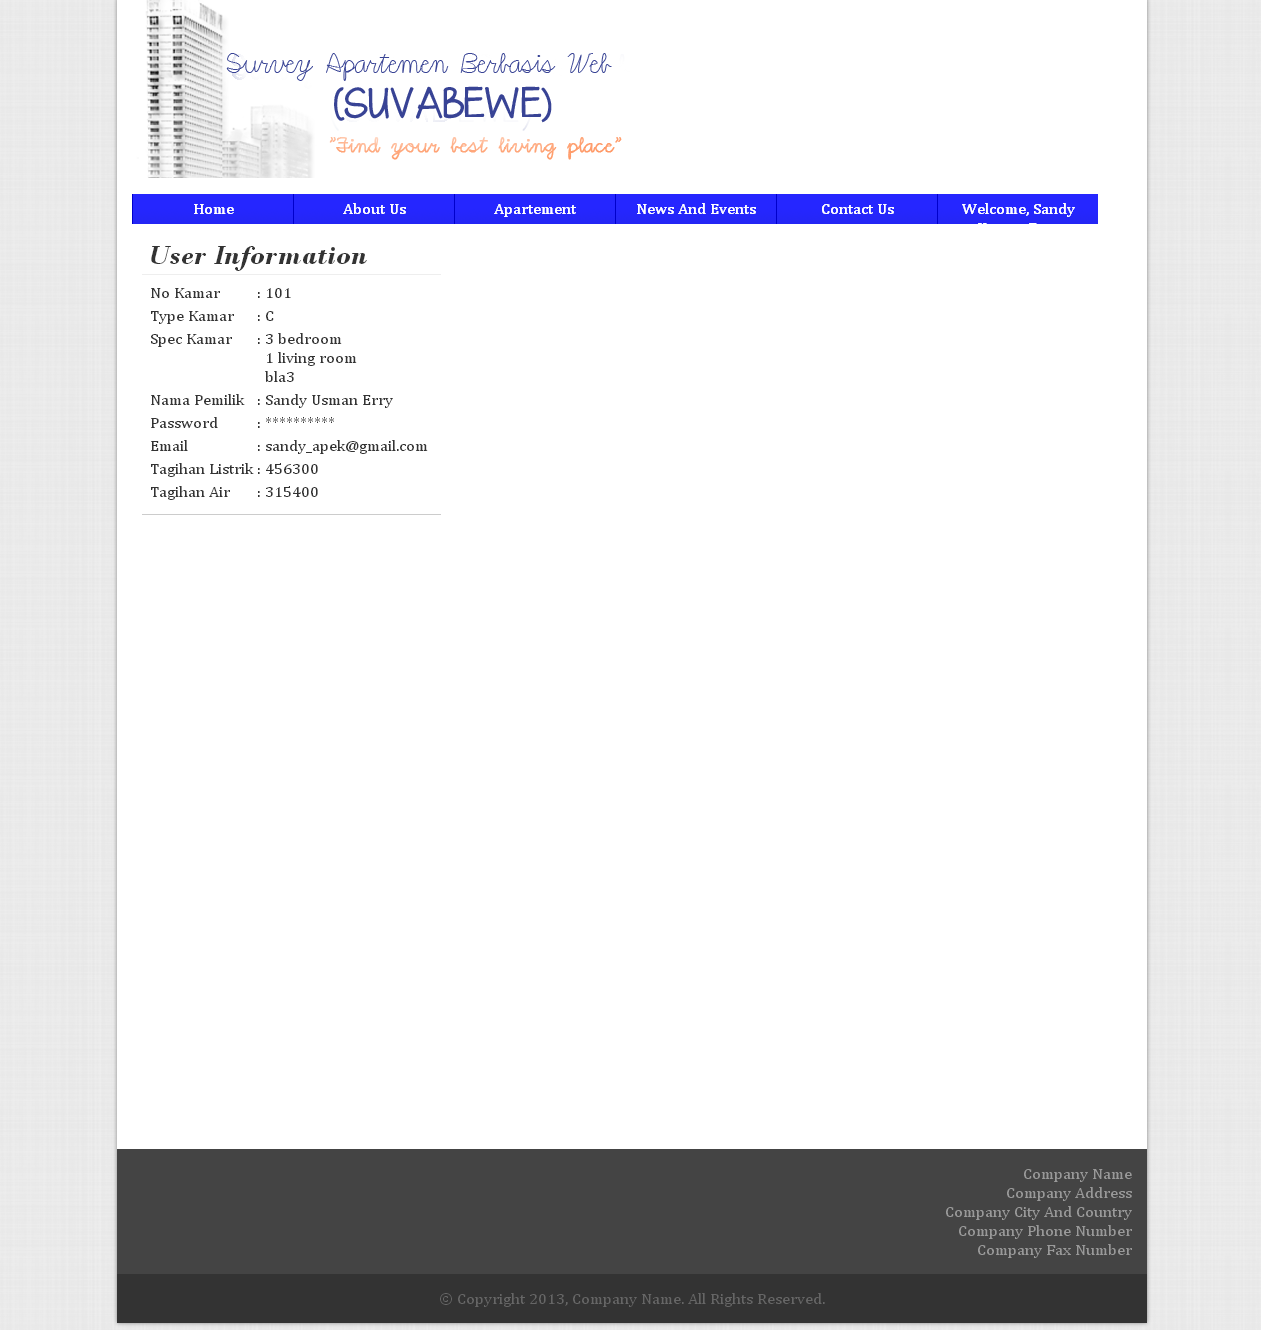 Survey Apartemen Berbasis Web
(SUVABEWE)
"Find your best living place"
Home About Us Apartement News And Events Contact Us Welcome, Sandy
User Information
No Kamar : 101
Type Kamar : C
Spec Kamar : 3 bedroom
1 living room
bla3
Nama Pemilik : Sandy Usman Erry
Password : **********
Email : sandy_apek@gmail.com
Tagihan Listrik : 456300
Tagihan Air : 315400
Company Name
Company Address
Company City And Country
Company Phone Number
Company Fax Number
© Copyright 2013, Company Name. All Rights Reserved.